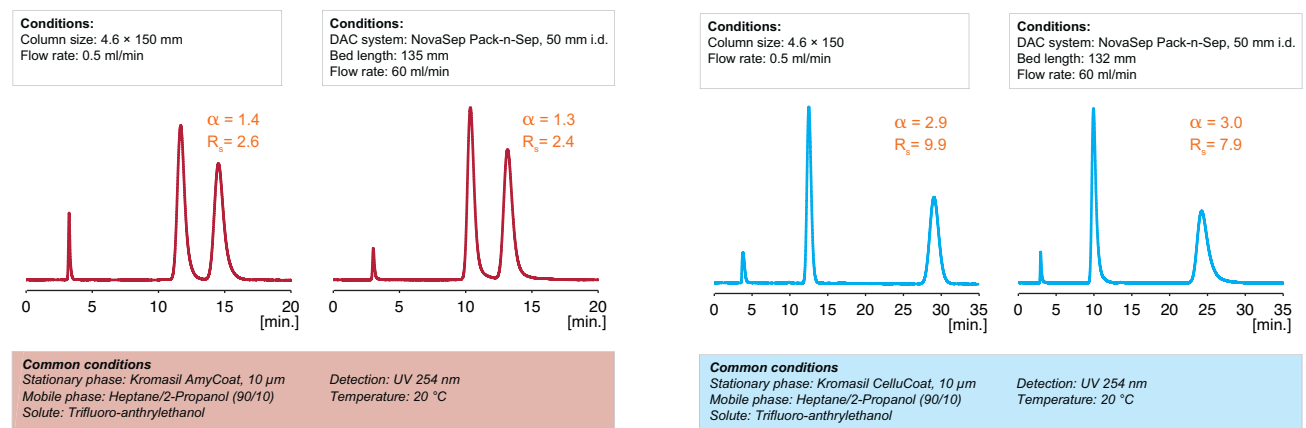 Conditions:
Column size: 4.6 × 150 mm
Flow rate: 0.5 ml/min
Conditions:
DAC system: NovaSep Pack-n-Sep, 50 mm i.d.
Bed length: 135 mm
Flow rate: 60 ml/min
α = 1.4
Rs= 2.6
0 5 10 15 20
[min.]
α = 1.3
Rs= 2.4
0 5 10 15 20
[min.]
Common conditions
Stationary phase: Kromasil AmyCoat, 10 µm
Mobile phase: Heptane/2-Propanol (90/10)
Solute: Trifluoro-anthrylethanol
Detection: UV 254 nm
Temperature: 20 °C
Conditions:
Column size: 4.6 × 150
Flow rate: 0.5 ml/min
Conditions:
DAC system: NovaSep Pack-n-Sep, 50 mm i.d.
Bed length: 132 mm
Flow rate: 60 ml/min
α = 2.9
Rs= 9.9
0 5 10 15 20 25 30 35
[min.]
α = 3.0
Rs= 7.9
0 5 10 15 20 25 30 35
[min.]
Common conditions
Stationary phase: Kromasil CelluCoat, 10 µm
Mobile phase: Heptane/2-Propanol (90/10)
Solute: Trifluoro-anthrylethanol
Detection: UV 254 nm
Temperature: 20 °C